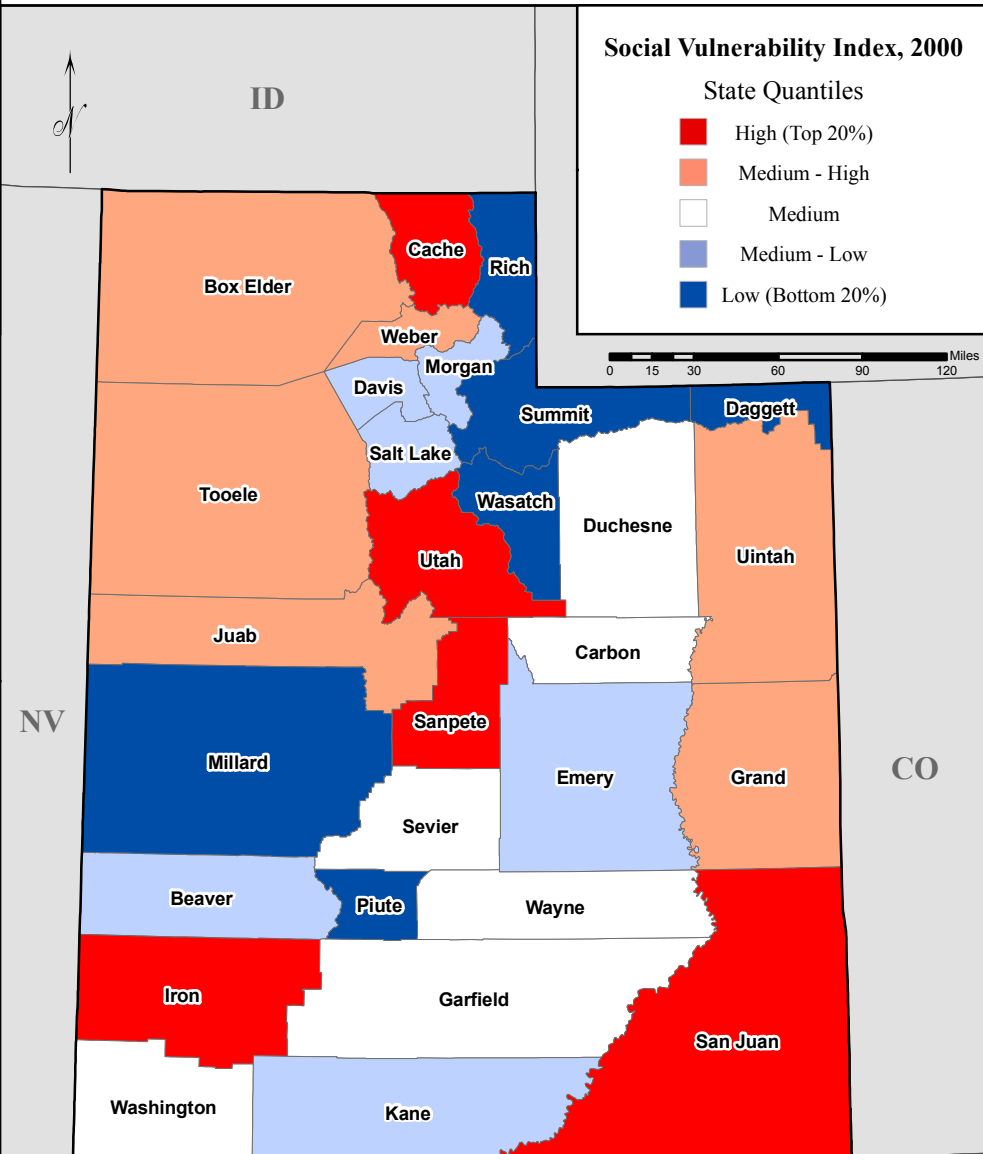 Social Vulnerability Index, 2000
State Quantiles
High (Top 20%)
Medium - High
Medium
Medium - Low
Low (Bottom 20%)
N
ID
Miles
0 15 30 60 90 120
Cache
Rich
Box Elder
Weber
Morgan
Davis
Summit
Daggett
Salt Lake
Tooele
Wasatch
Duchesne
Uintah
Utah
Juab
Carbon
NV
Sanpete
Millard
Emery
Grand
CO
Sevier
Beaver
Piute
Wayne
Iron
Garfield
San Juan
Washington
Kane